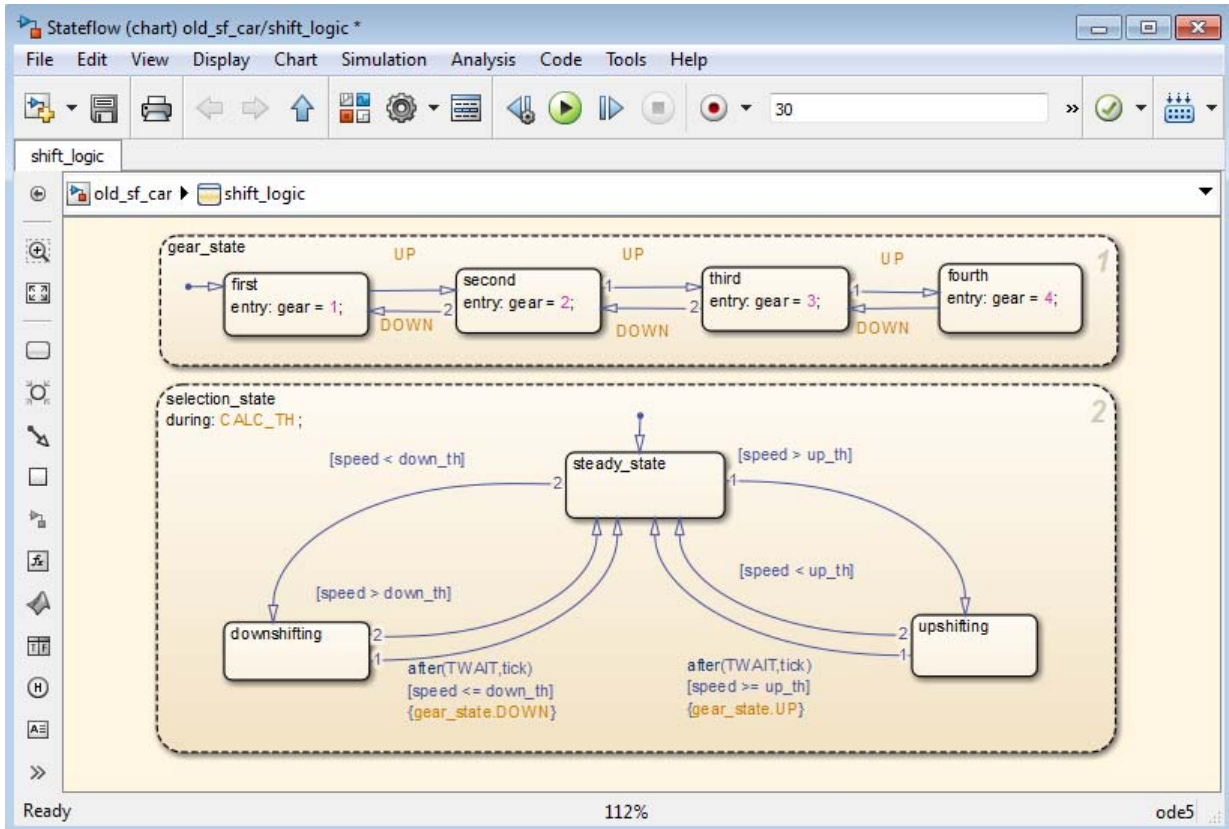 Stateflow (chart) old_sf_car/shift_logic *
File Edit View Display Chart Simulation Analysis Code Tools Help
30
»
shift_logic
old_sf_car shift_logic
gear_state
1
UP
UP
UP
first
entry: gear = 1;
second
entry: gear = 2;
third
entry: gear = 3;
fourth
entry: gear = 4;
2
1
2
1
DOWN
DOWN
DOWN
selection_state
during: CALC_TH;
2
[speed < down_th]
steady_state
[speed > up_th]
2
1
[speed > down_th]
[speed < up_th]
downshifting
2
1
upshifting
2
1
after(TWAIT,tick)
[speed <= down_th]
{gear_state.DOWN}
after(TWAIT,tick)
[speed >= up_th]
{gear_state.UP}
Ready 112% ode5